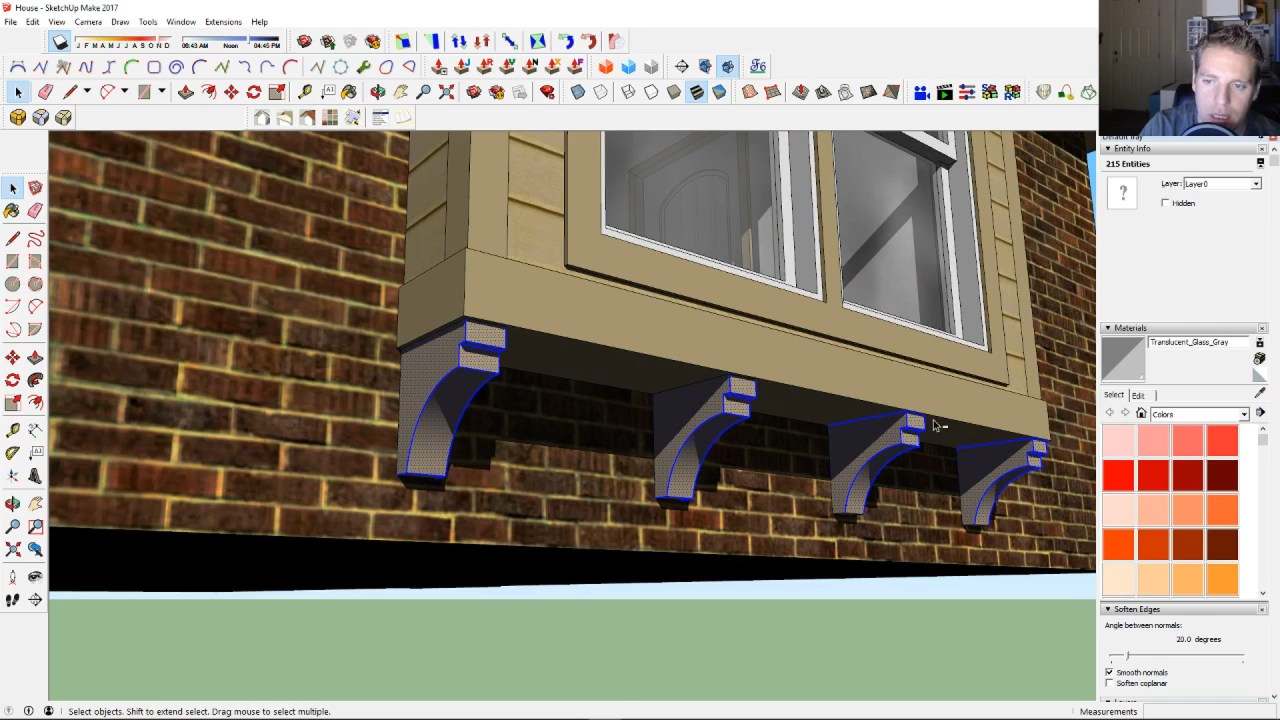 House - SketchUp Make 2017
File Edit View Camera Draw Tools Window Extensions Help
J F M A M J J A S O N D 06:43 AM Noon 04:45 PM
Default Tray
Entity Info
215 Entities
Layer: Layer0
Hidden
Materials
Translucent_Glass_Gray
Select Edit
Colors
Soften Edges
Angle between normals:
20.0 degrees
Smooth normals
Soften coplanar
Select objects. Shift to extend select. Drag mouse to select multiple.
Measurements